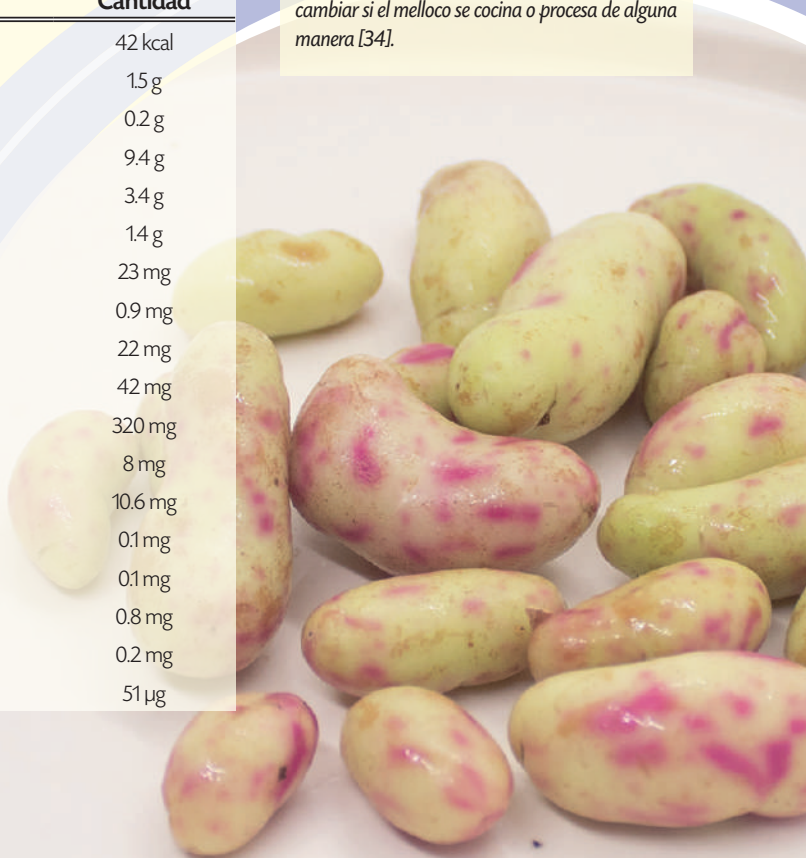 Cantidad
42 kcal
1.5 g
0.2 g
9.4 g
3.4 g
1.4 g
23 mg
0.9 mg
22 mg
42 mg
320 mg
8 mg
10.6 mg
0.1 mg
0.1 mg
0.8 mg
0.2 mg
51 µg
cambiar si el melloco se cocina o procesa de alguna
manera [34].